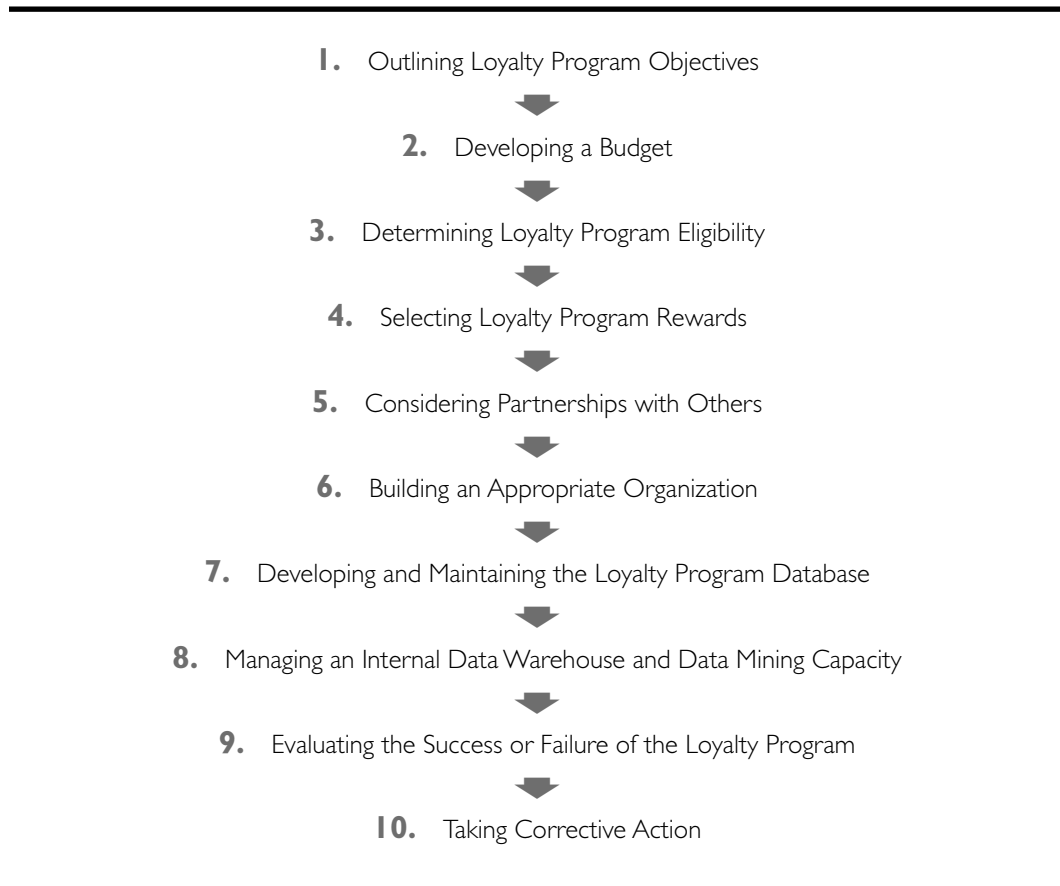 1. Outlining Loyalty Program Objectives
2. Developing a Budget
3. Determining Loyalty Program Eligibility
4. Selecting Loyalty Program Rewards
5. Considering Partnerships with Others
6. Building an Appropriate Organization
7. Developing and Maintaining the Loyalty Program Database
8. Managing an Internal Data Warehouse and Data Mining Capacity
9. Evaluating the Success or Failure of the Loyalty Program
10. Taking Corrective Action